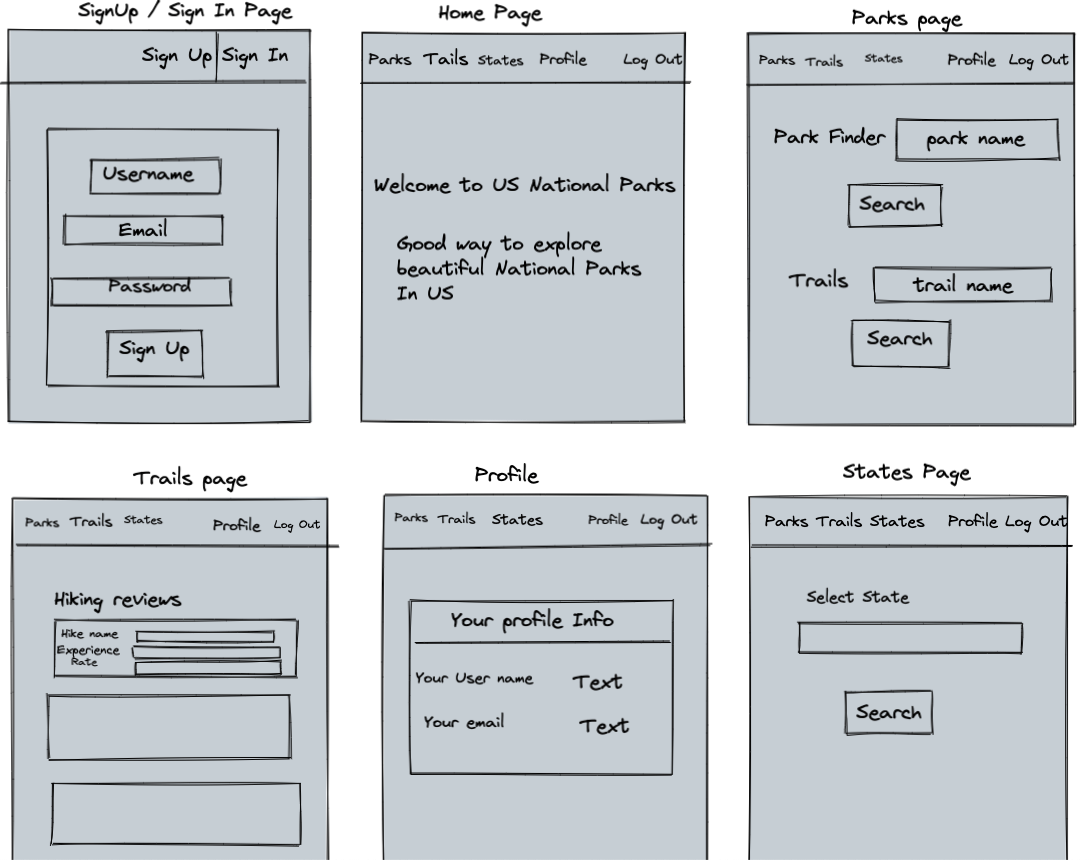 SignUp / Sign In Page
Sign Up Sign In
Username
Email
Password
Sign Up
Home Page
Parks Tails States Profile Log Out
Welcome to US National Parks
Good way to explore
beautiful National Parks
In US
Parks page
Parks Trails States Profile Log Out
Park Finder park name
Search
Trails trail name
Search
Trails page
Parks Trails States Profile Log Out
Hiking reviews
Hike name
Experience
Rate
Profile
Parks Trails States Profile Log Out
Your profile Info
Your User name Text
Your email Text
States Page
Parks Trails States Profile Log Out
Select State
Search